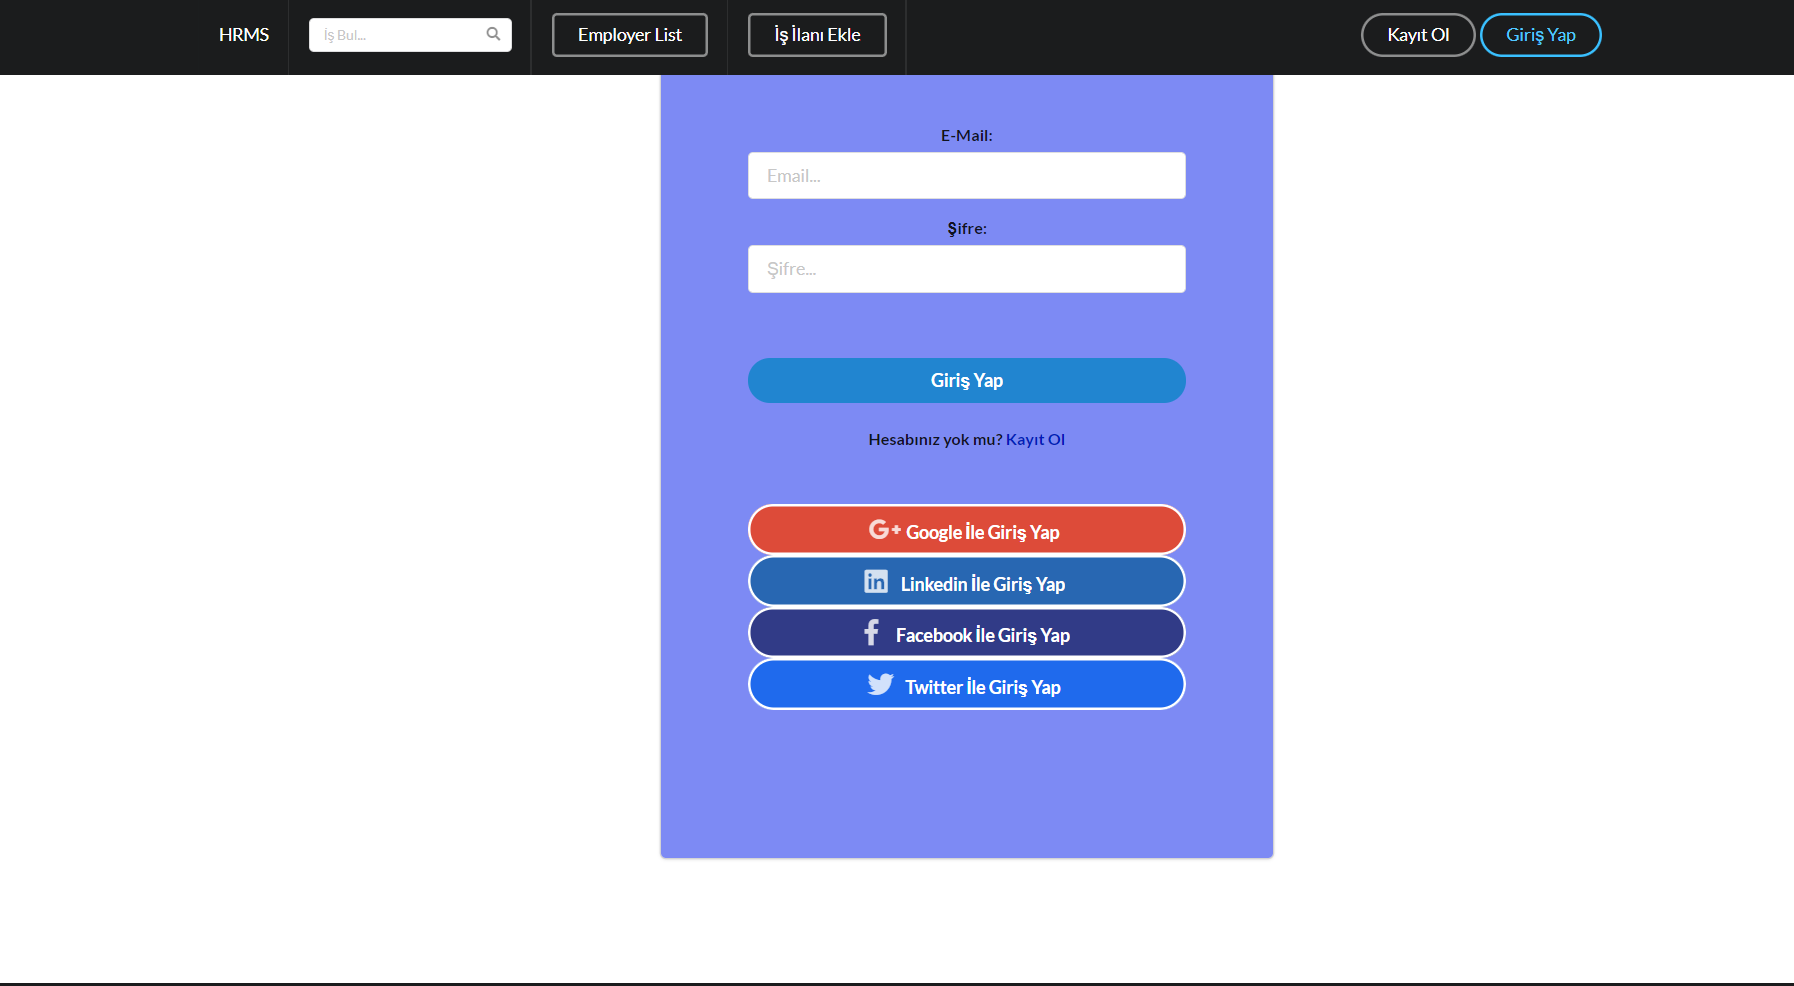 HRMS
İş Bul...
Employer List
İş İlanı Ekle
Kayıt Ol
Giriş Yap
E-Mail:
Email...
Şifre:
Şifre...
Giriş Yap
Hesabınız yok mu? Kayıt Ol
G+ Google İle Giriş Yap
in Linkedin İle Giriş Yap
f Facebook İle Giriş Yap
Twitter İle Giriş Yap